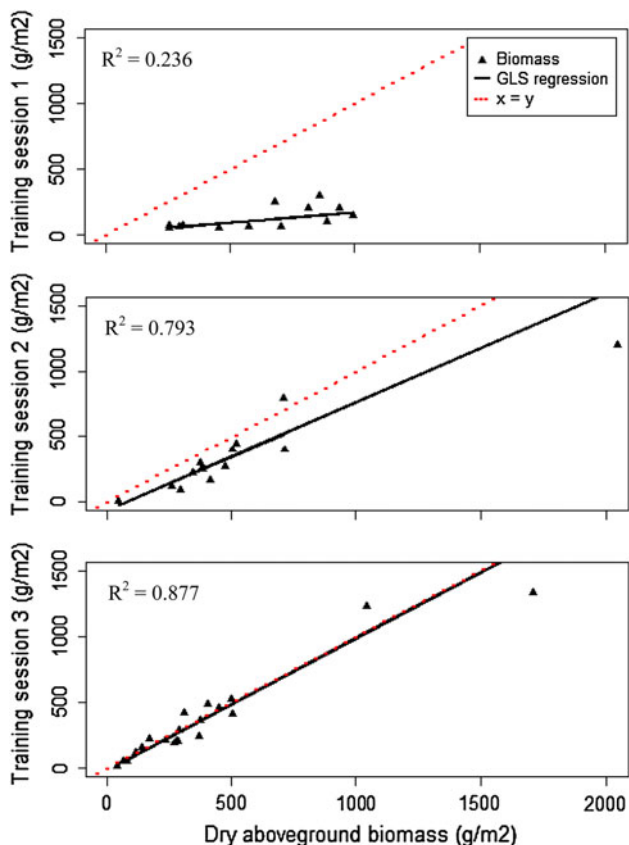 Training session 1 (g/m2)
1500
1000
500
0
R² = 0.236
Biomass
GLS regression
x = y
Training session 2 (g/m2)
1500
1000
500
0
R² = 0.793
Training session 3 (g/m2)
1500
1000
500
0
R² = 0.877
0 500 1000 1500 2000
Dry aboveground biomass (g/m2)